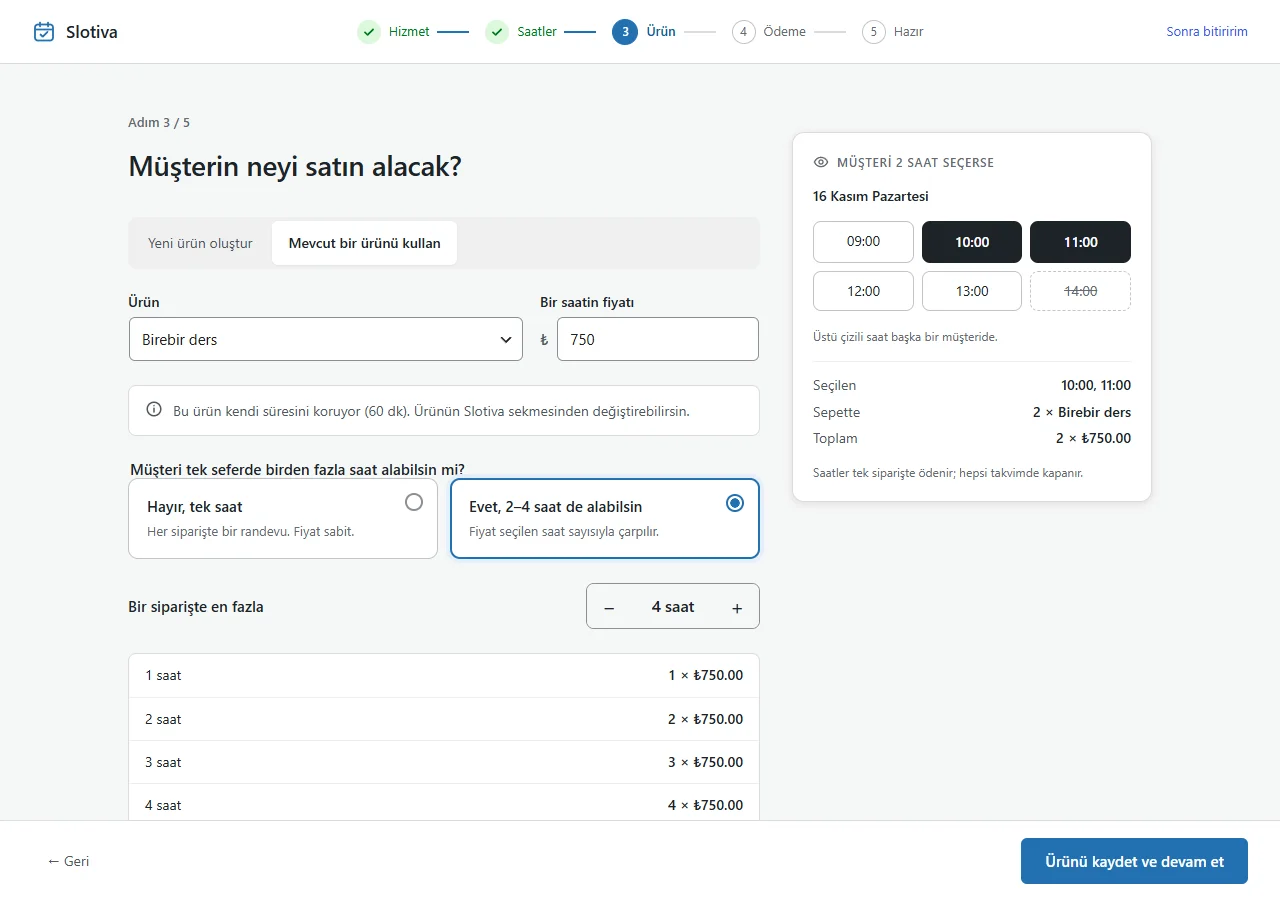 Slotiva
Hizmet
Saatler
3 Ürün
4 Ödeme
5 Hazır
Sonra bitiririm
Adım 3 / 5
Müşterin neyi satın alacak?
Yeni ürün oluştur
Mevcut bir ürünü kullan
Ürün
Bir saatin fiyatı
Birebir ders
₺ 750
Bu ürün kendi süresini koruyor (60 dk). Ürünün Slotiva sekmesinden değiştirebilirsin.
Müşteri tek seferde birden fazla saat alabilsin mi?
Hayır, tek saat
Her siparişte bir randevu. Fiyat sabit.
Evet, 2–4 saat de alabilsin
Fiyat seçilen saat sayısıyla çarpılır.
Bir siparişte en fazla
− 4 saat +
1 saat 1 × ₺750.00
2 saat 2 × ₺750.00
3 saat 3 × ₺750.00
4 saat 4 × ₺750.00
MÜŞTERİ 2 SAAT SEÇERSE
16 Kasım Pazartesi
09:00 10:00 11:00
12:00 13:00 14:00
Üstü çizili saat başka bir müşteride.
Seçilen 10:00, 11:00
Sepette 2 × Birebir ders
Toplam 2 × ₺750.00
Saatler tek siparişte ödenir; hepsi takvimde kapanır.
← Geri
Ürünü kaydet ve devam et